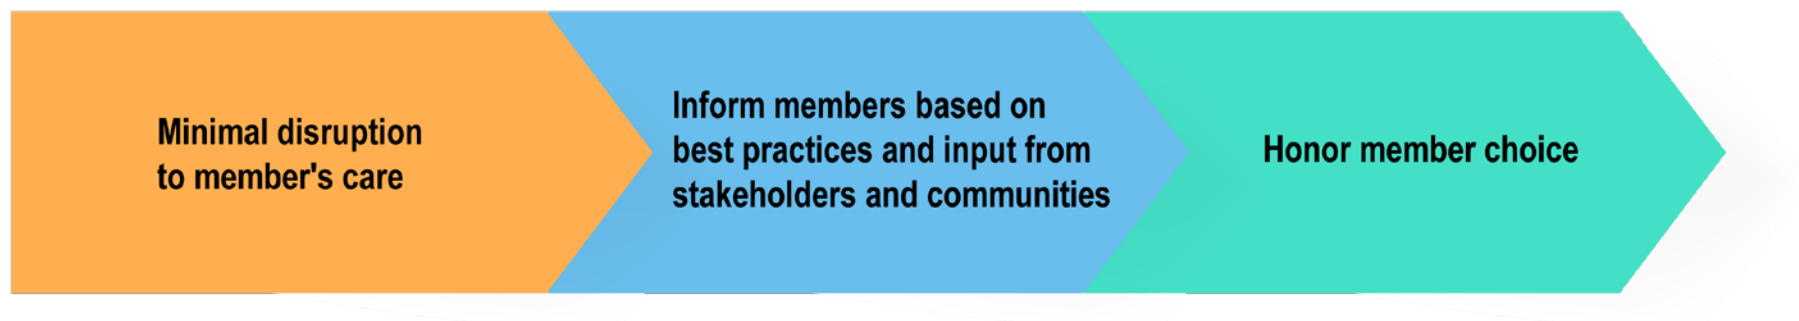 Minimal disruption
to member's care
Inform members based on
best practices and input from
stakeholders and communities
Honor member choice